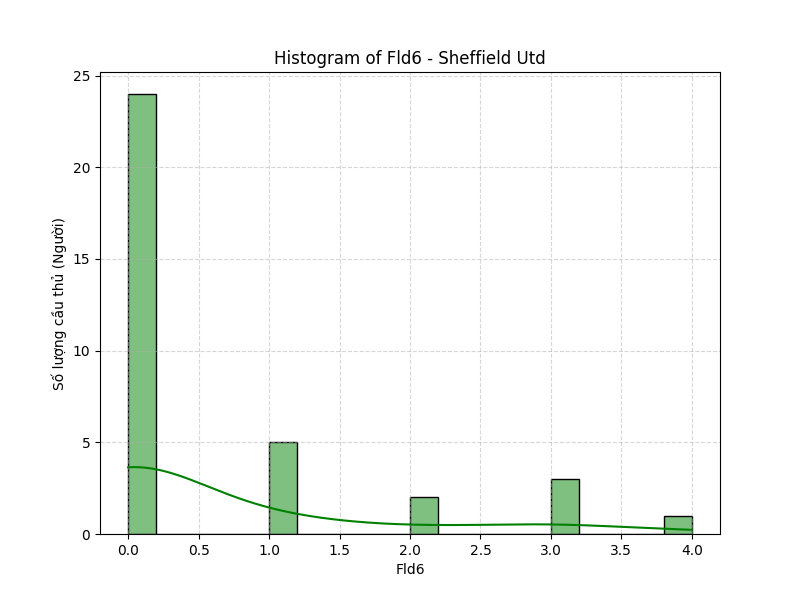 Histogram of Fld6 - Sheffield Utd
Số lượng cầu thủ (Người)
25
20
15
10
5
0
0.0 0.5 1.0 1.5 2.0 2.5 3.0 3.5 4.0
Fld6